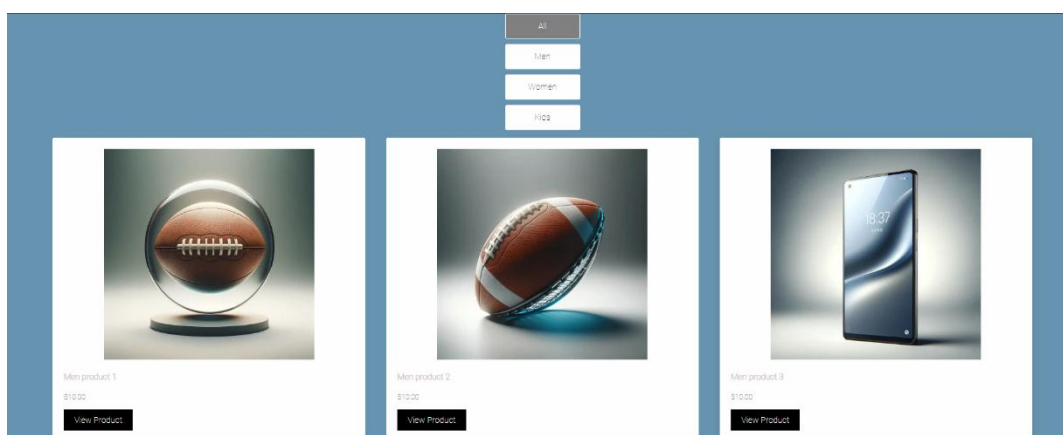 All
Men
Women
Kids
18:37
Men product 1
$10.00
View Product
Men product 2
$10.00
View Product
Men product 3
$10.00
View Product